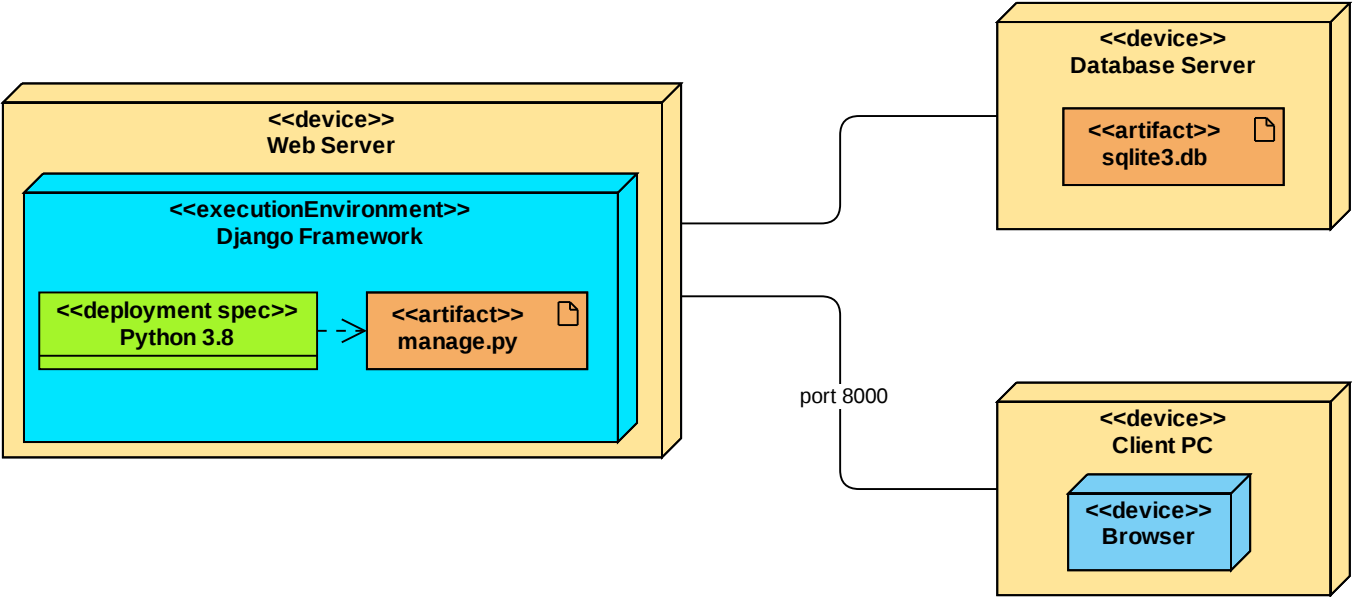 <<device>>
Web Server
<<executionEnvironment>>
Django Framework
<<deployment spec>>
Python 3.8
<<artifact>>
manage.py
<<device>>
Database Server
<<artifact>>
sqlite3.db
port 8000
<<device>>
Client PC
<<device>>
Browser